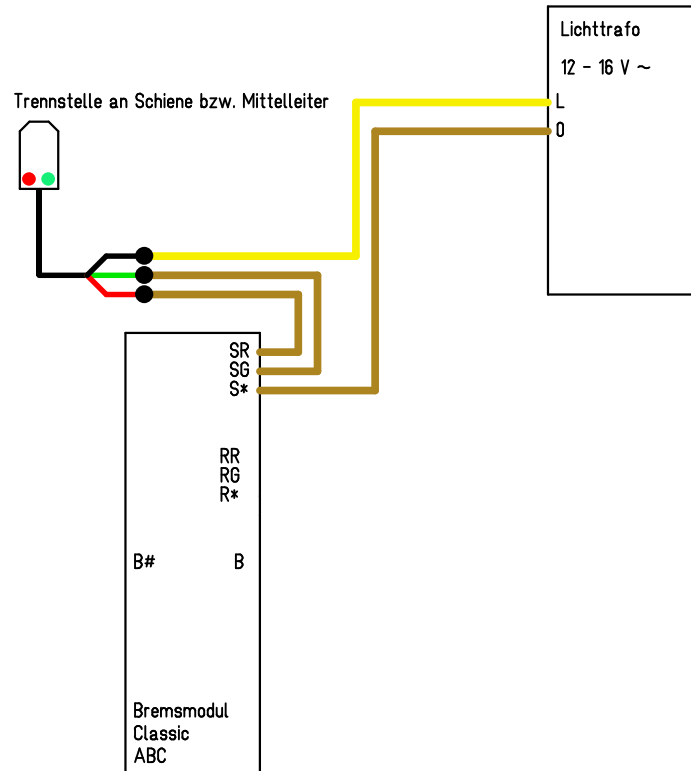 Lichttrafo
12 - 16 V ~
Trennstelle an Schiene bzw. Mittelleiter
L
0
SR
SG
S*
RR
RG
R*
B# B
Bremsmodul
Classic
ABC